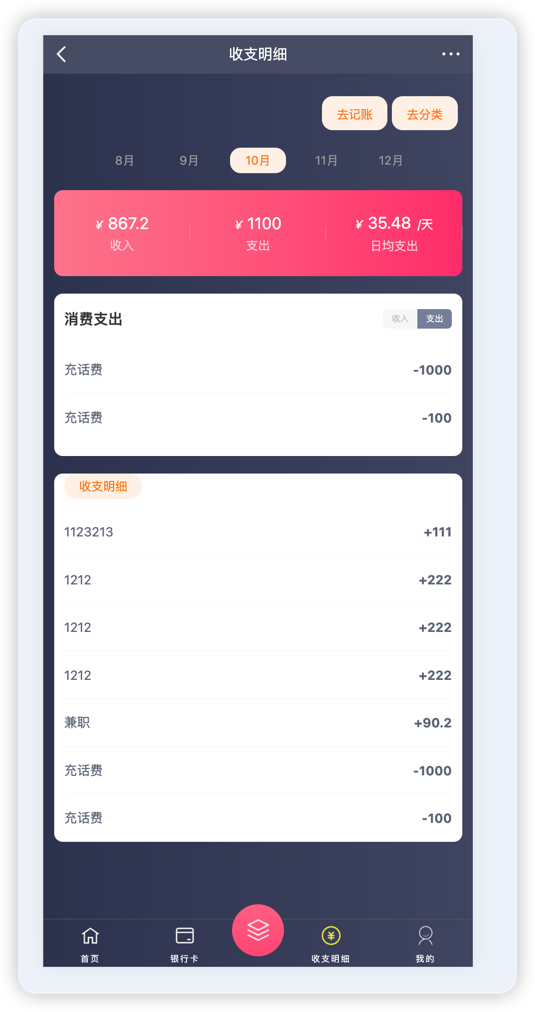 收支明细
去记账 去分类
8月 9月 10月 11月 12月
¥ 867.2 ¥ 1100 ¥ 35.48 /天
收入 支出 日均支出
消费支出 收入 支出
充话费 -1000
充话费 -100
收支明细
1123213 +111
1212 +222
1212 +222
1212 +222
兼职 +90.2
充话费 -1000
充话费 -100
首页 银行卡 收支明细 我的